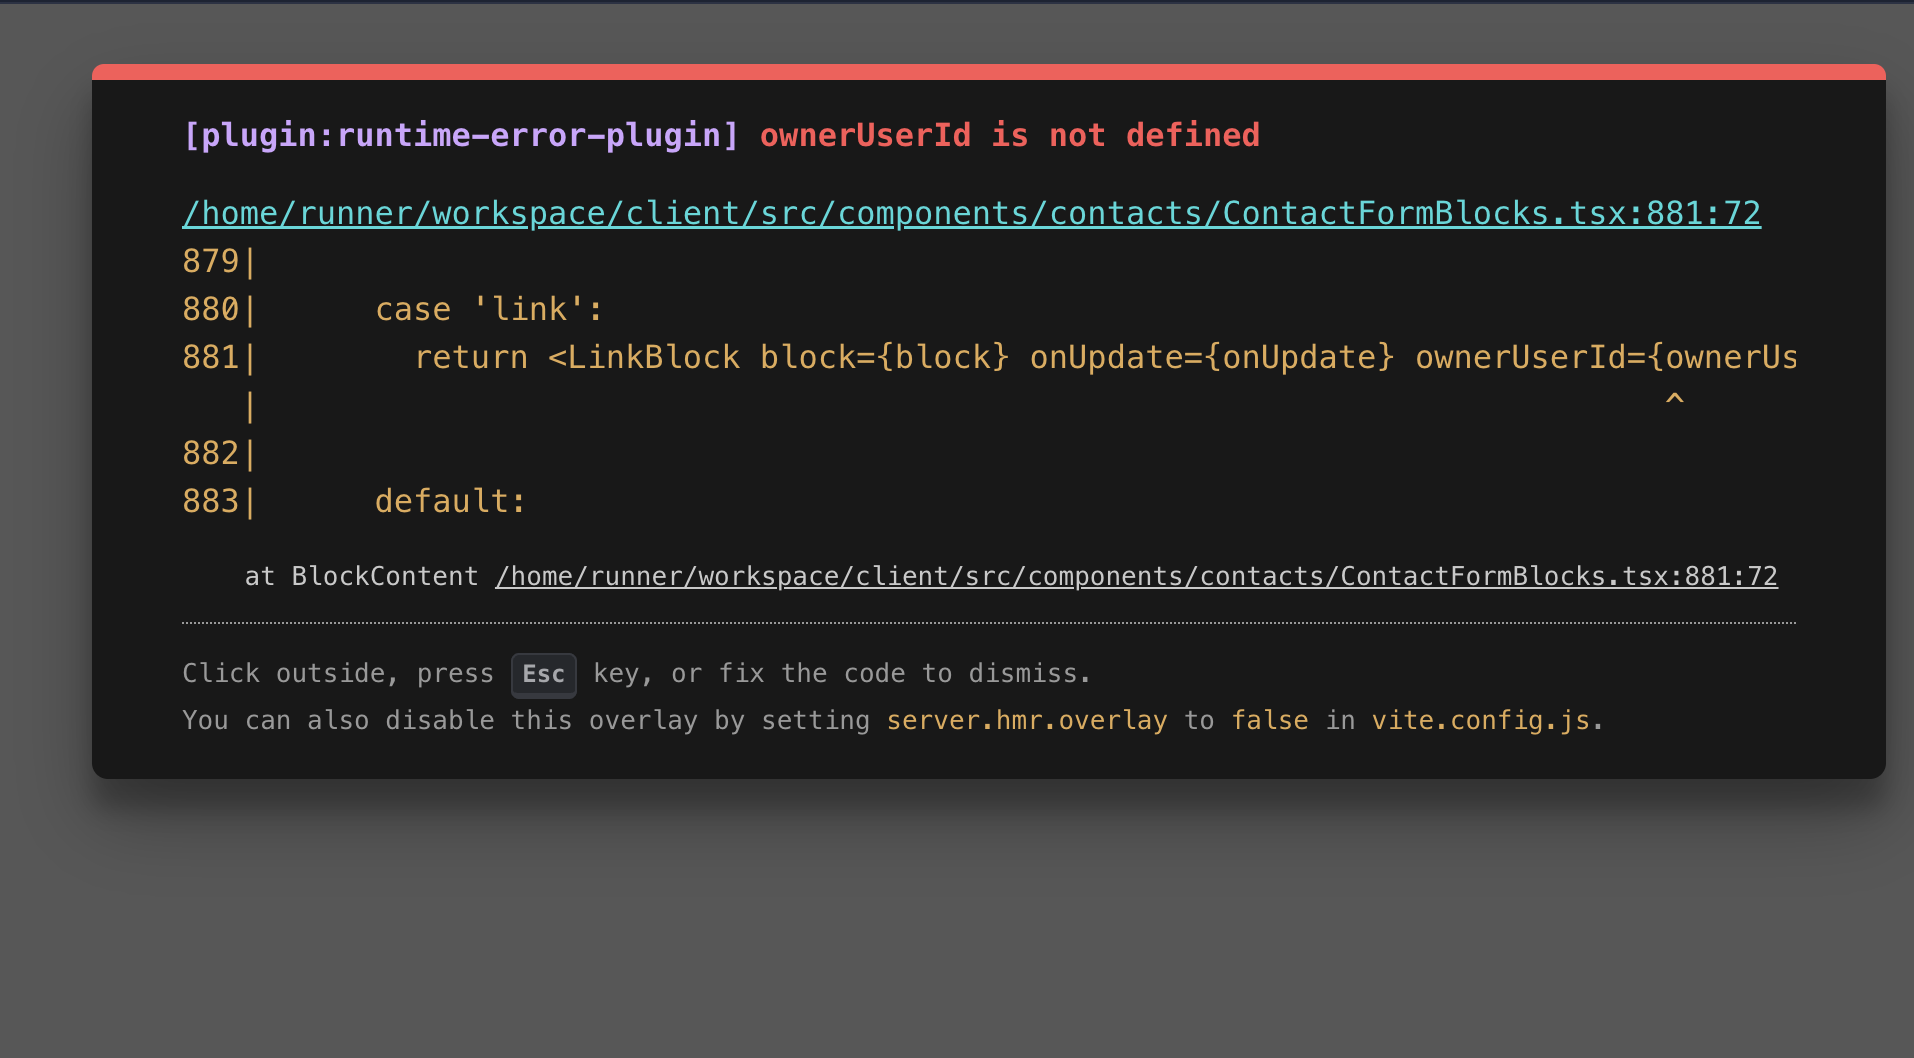 [plugin:runtime-error-plugin] ownerUserId is not defined
/home/runner/workspace/client/src/components/contacts/ContactFormBlocks.tsx:881:72
879|
880|      case 'link':
881|        return <LinkBlock block={block} onUpdate={onUpdate} ownerUserId={ownerUs
   |                                                                         ^
882|
883|      default:
at BlockContent /home/runner/workspace/client/src/components/contacts/ContactFormBlocks.tsx:881:72
Click outside, press Esc key, or fix the code to dismiss.
You can also disable this overlay by setting server.hmr.overlay to false in vite.config.js.